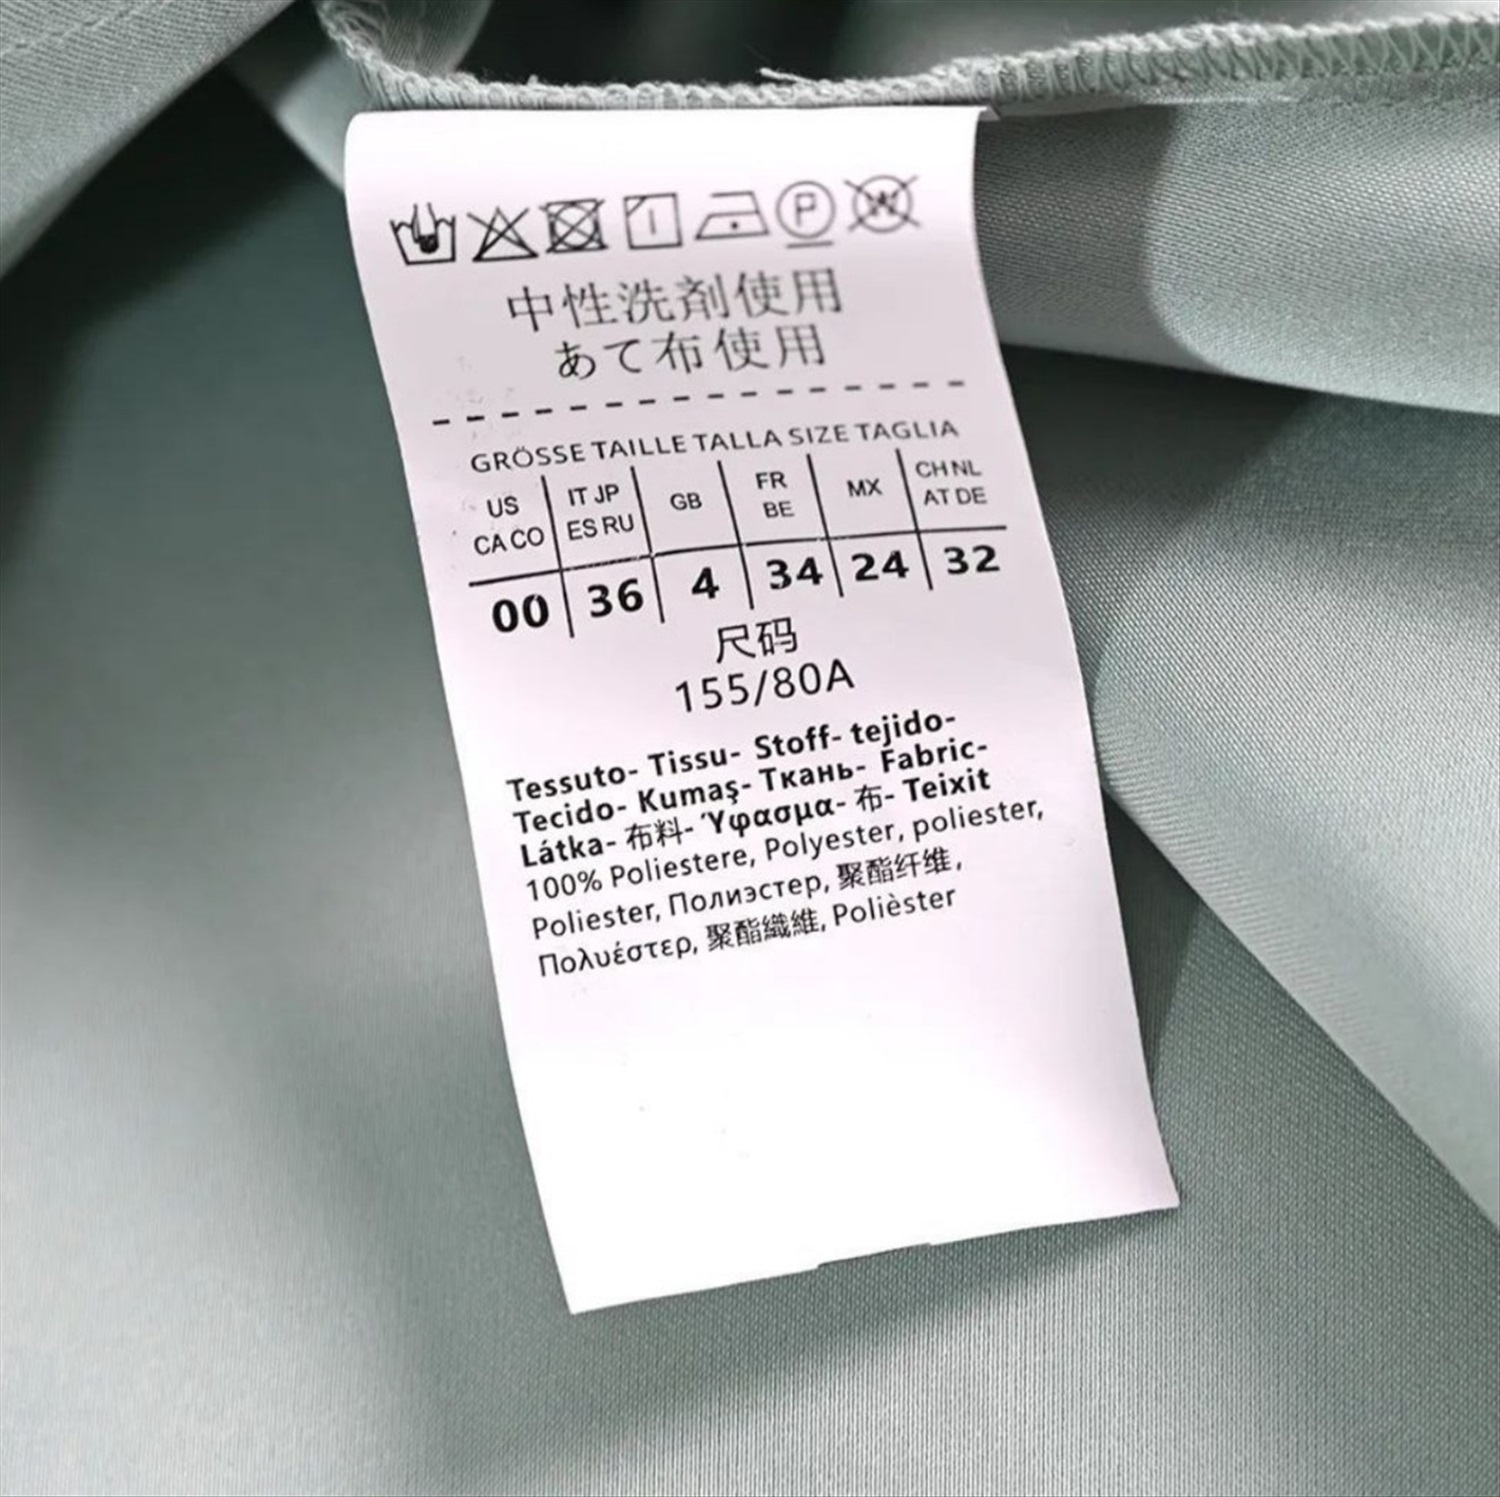 中性洗剤使用
あて布使用
GRÖSSE TAILLE TALLA SIZE TAGLIA
US CA CO | IT JP ES RU | GB | FR BE | MX | CH NL AT DE
00 | 36 | 4 | 34 | 24 | 32
尺码
155/80A
Tessuto- Tissu- Stoff- tejido-
Tecido- Kumaş- Ткань- Fabric-
Látka- 布料- Ύφασμα- 布- Teixit
100% Poliestere, Polyester, poliester,
Poliester, Полиэстер, 聚酯纤维,
Πολυέστερ, 聚酯纖維, Polièster